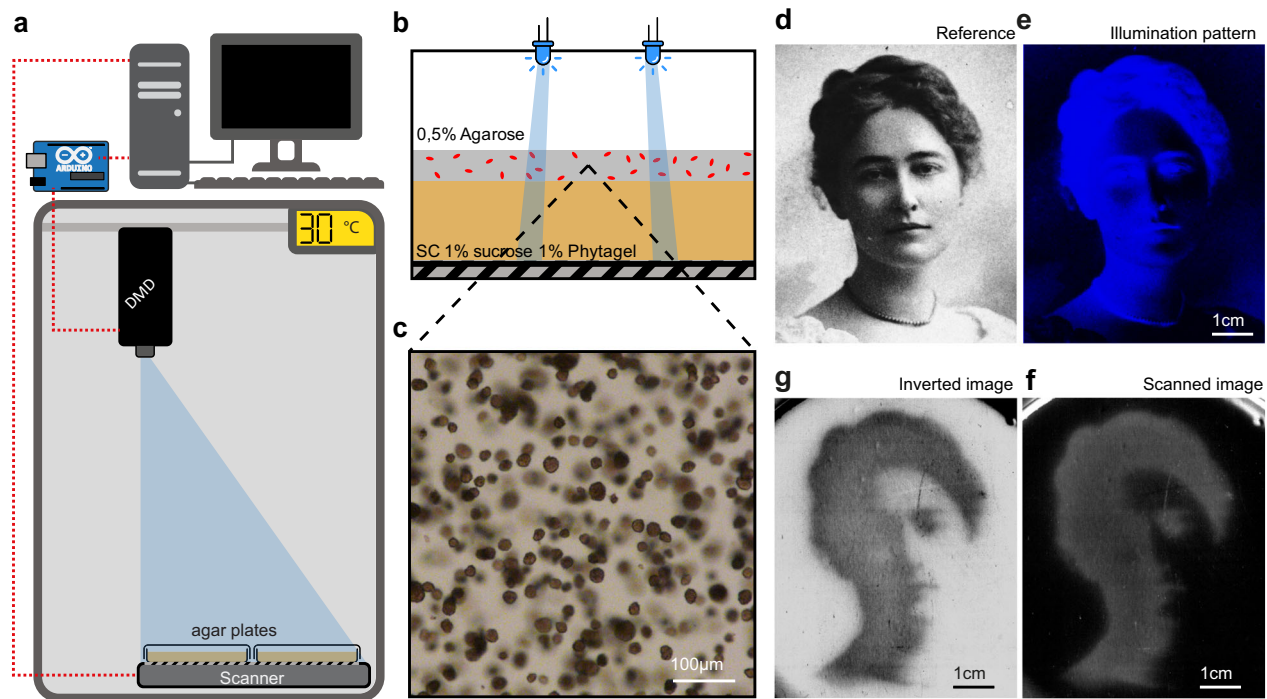 a
ARDUINO
30 °C
DMD
agar plates
Scanner
b
0,5% Agarose
SC 1% sucrose 1% Phytagel
c
100µm
d
Reference
e
Illumination pattern
1cm
g
Inverted image
1cm
f
Scanned image
1cm